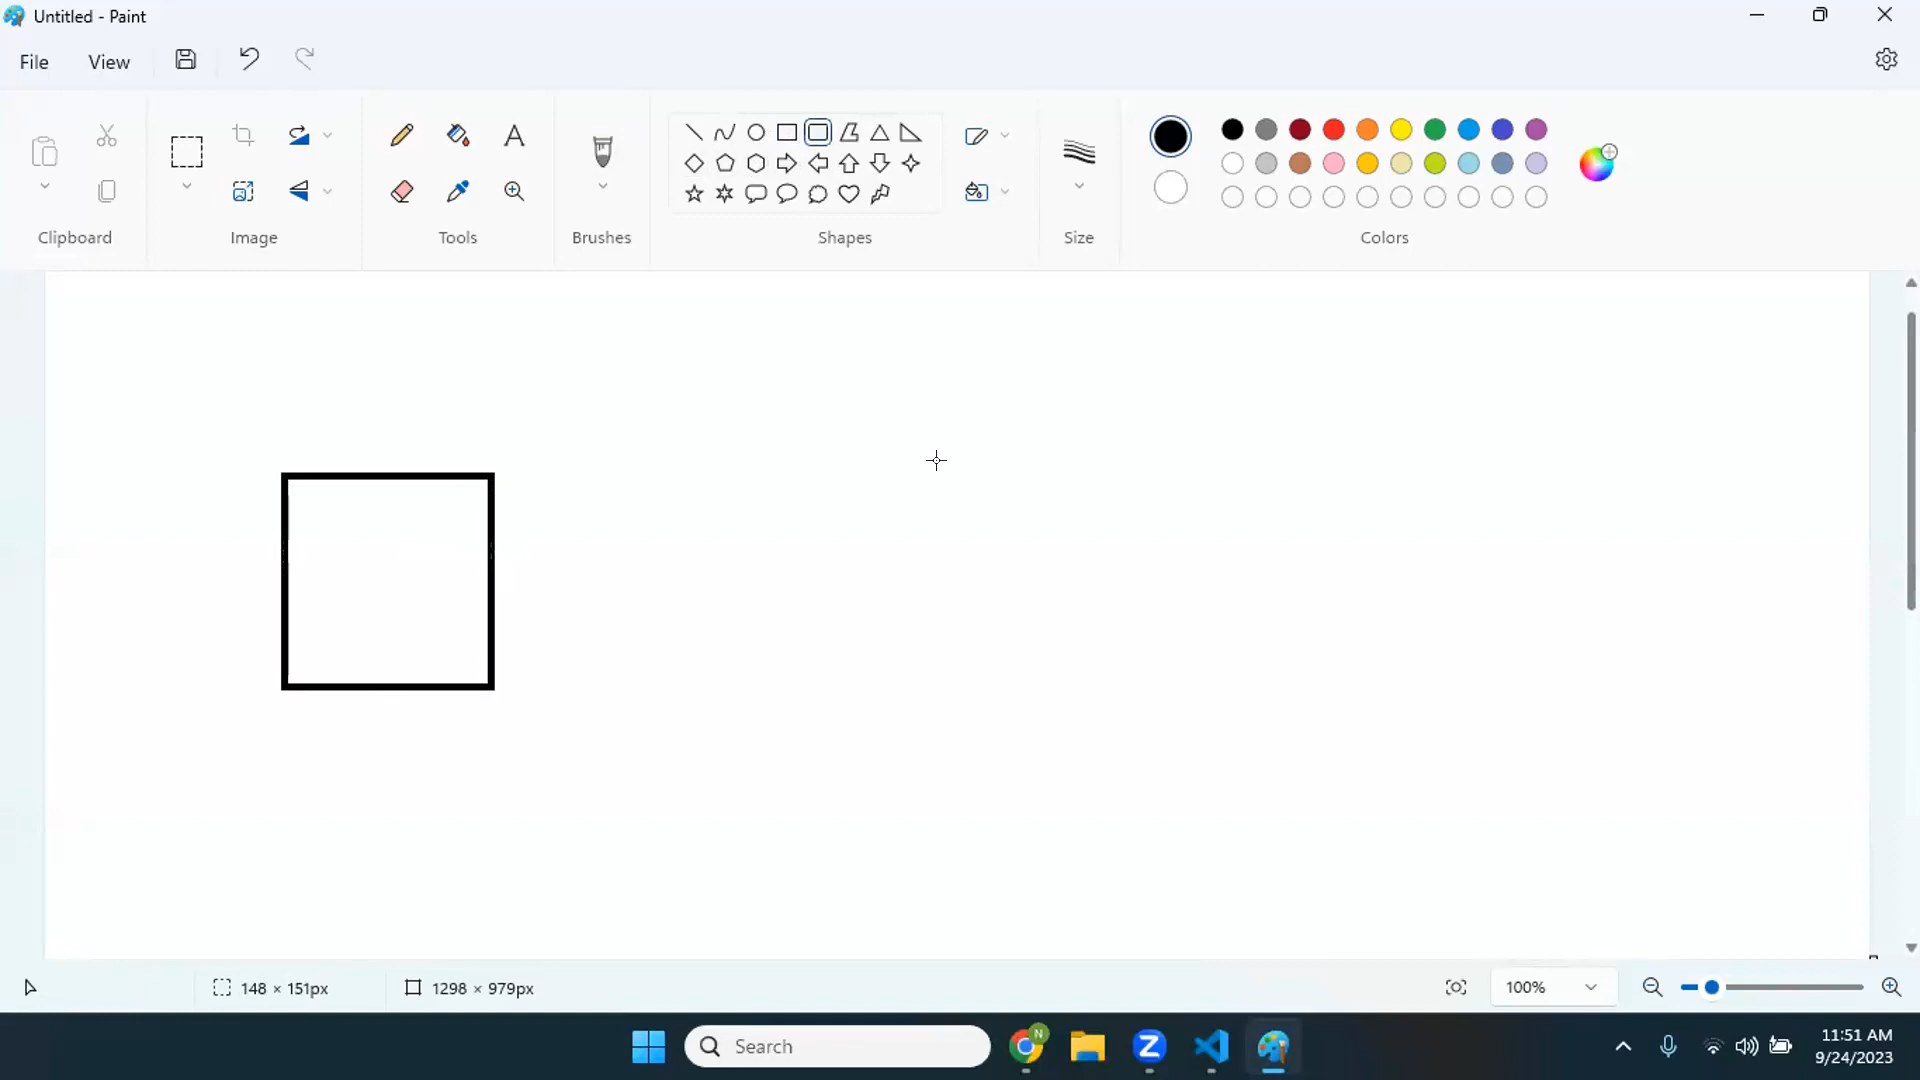 Untitled - Paint
File View
Clipboard
Image
Tools
Brushes
Shapes
Size
Colors
A
148 × 151px
1298 × 979px
100%
Search
N
Z
11:51 AM
9/24/2023